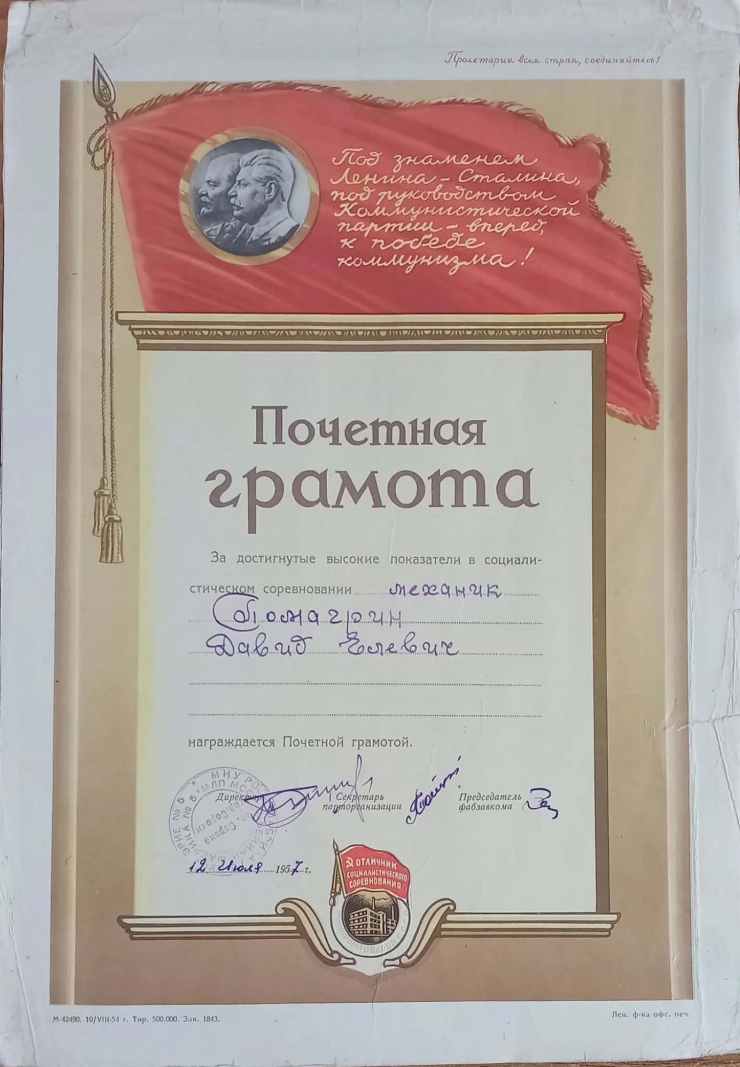 Пролетарии всех стран, соединяйтесь!
Под знаменем
Ленина-Сталина,
под руководством
Коммунистической
партии - вперед,
к победе
коммунизма!
Почетная
грамота
За достигнутые высокие показатели в социали-
стическом соревновании механик
Помагрин
Давид Елевич
награждается Почетной грамотой.
Директор Секретарь парторганизации Председатель фабзавкома
12 Июля 1957 г.
ОТЛИЧНИК
СОЦИАЛИСТИЧЕСКОГО
СОРЕВНОВАНИЯ
М-42490. 10/VIII-54 г. Тир. 500.000. Зак. 1843.
Лен. ф-ка офс. печ.